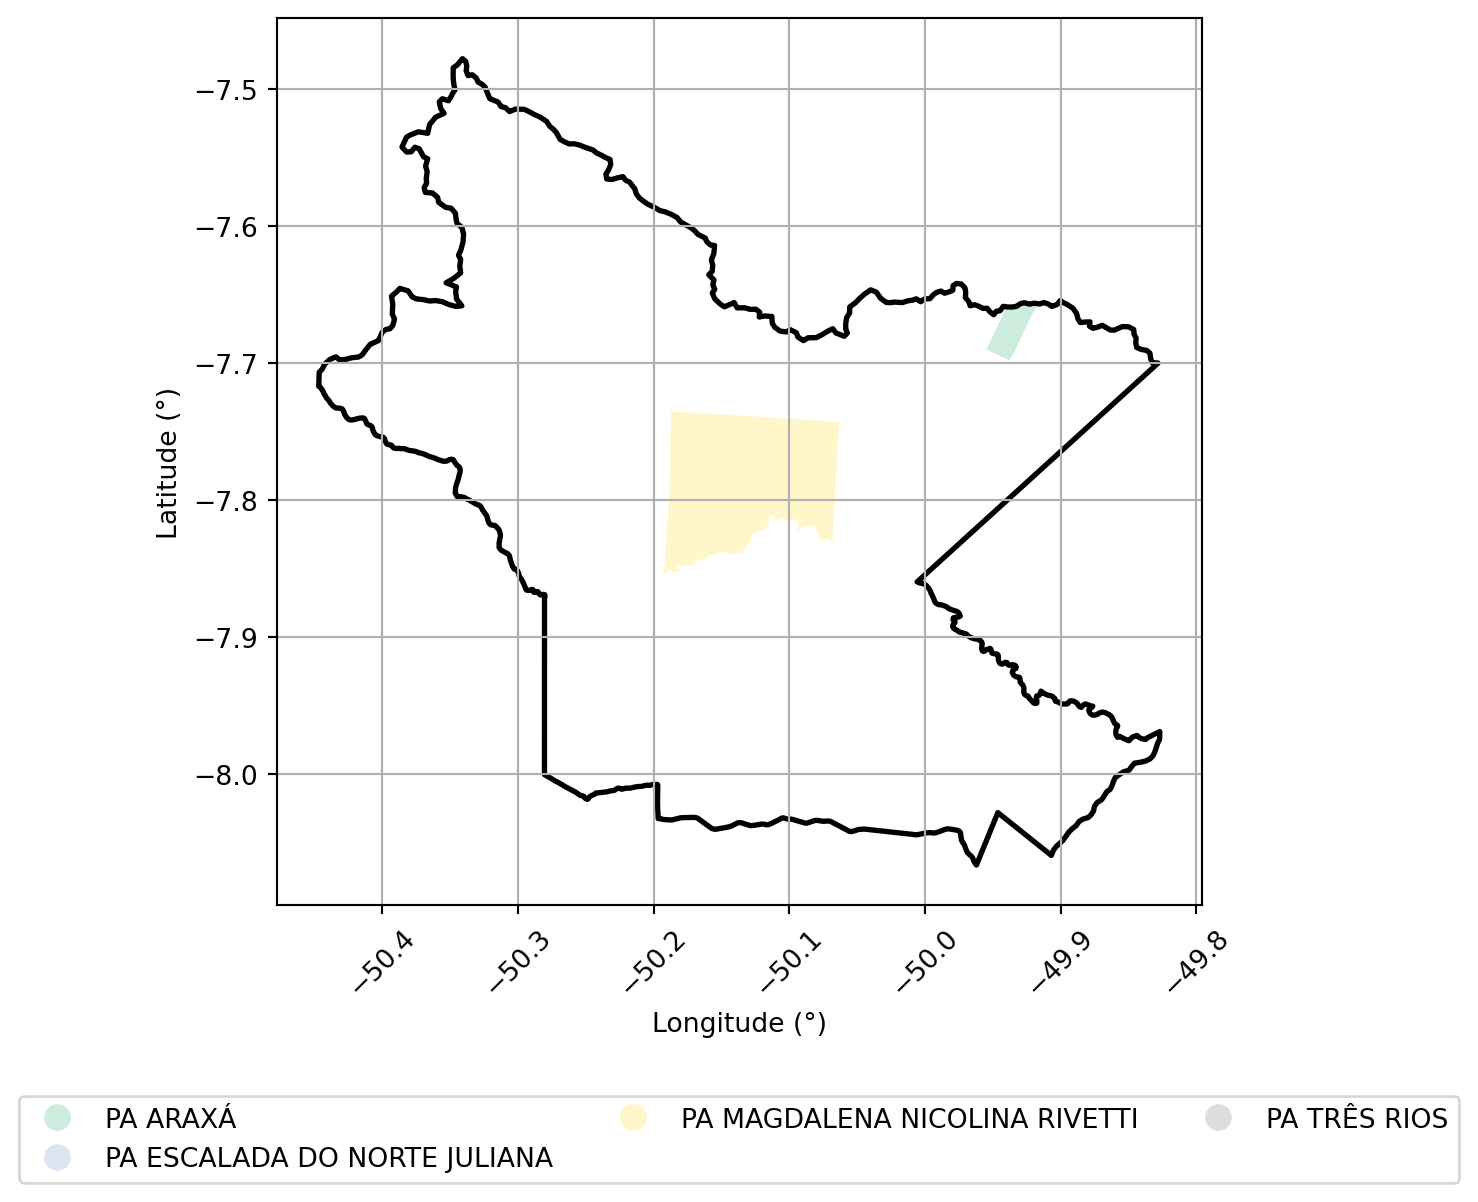 −7.5
−7.6
−7.7
−7.8
−7.9
−8.0
Latitude (°)
−50.4
−50.3
−50.2
−50.1
−50.0
−49.9
−49.8
Longitude (°)
PA ARAXÁ
PA ESCALADA DO NORTE JULIANA
PA MAGDALENA NICOLINA RIVETTI
PA TRÊS RIOS